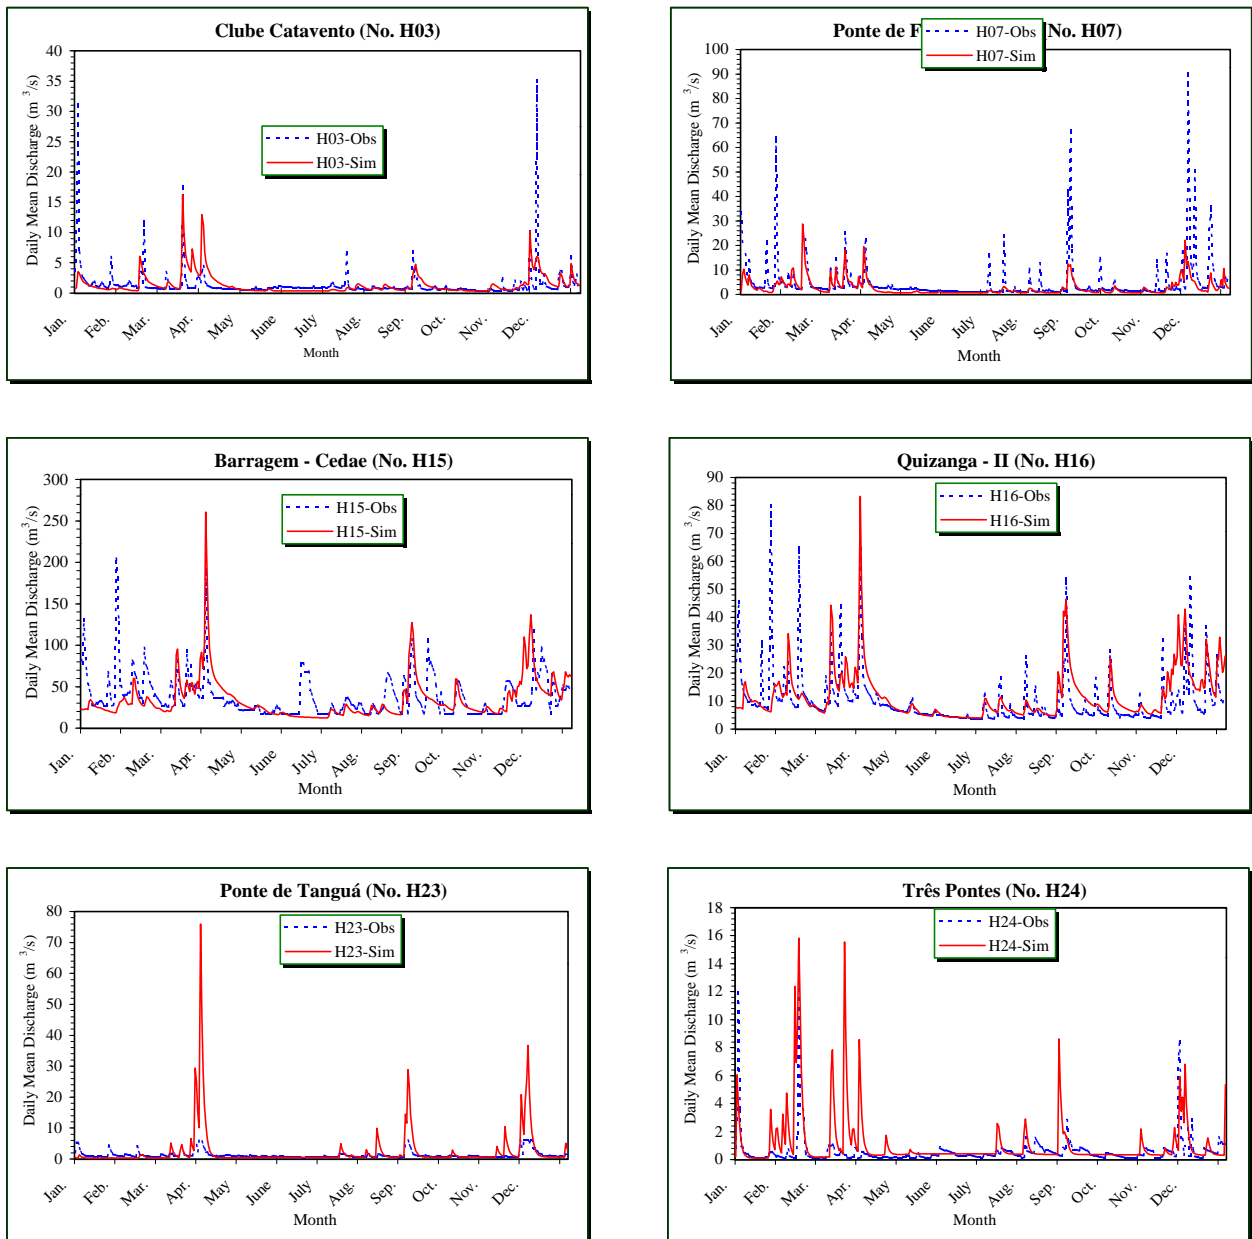 Clube Catavento (No. H03)
40
35
30
25
20
15
10
5
0
Daily Mean Discharge (m ³/s)
H03-Obs
H03-Sim
Jan. Feb. Mar. Apr. May June July Aug. Sep. Oct. Nov. Dec.
Month
Ponte de F (No. H07)
100
90
80
70
60
50
40
30
20
10
0
Daily Mean Discharge (m ³/s)
H07-Obs
H07-Sim
Jan. Feb. Mar. Apr. May June July Aug. Sep. Oct. Nov. Dec.
Month
Barragem - Cedae (No. H15)
300
250
200
150
100
50
0
Daily Mean Discharge (m³/s)
H15-Obs
H15-Sim
Jan. Feb. Mar. Apr. May June July Aug. Sep. Oct. Nov. Dec.
Month
Quizanga - II (No. H16)
90
80
70
60
50
40
30
20
10
0
Daily Mean Discharge (m ³/s)
H16-Obs
H16-Sim
Jan. Feb. Mar. Apr. May June July Aug. Sep. Oct. Nov. Dec.
Month
Ponte de Tanguá (No. H23)
80
70
60
50
40
30
20
10
0
Daily Mean Discharge (m ³/s)
H23-Obs
H23-Sim
Jan. Feb. Mar. Apr. May June July Aug. Sep. Oct. Nov. Dec.
Month
Três Pontes (No. H24)
18
16
14
12
10
8
6
4
2
0
Daily Mean Discharge (m ³/s)
H24-Obs
H24-Sim
Jan. Feb. Mar. Apr. May June July Aug. Sep. Oct. Nov. Dec.
Month